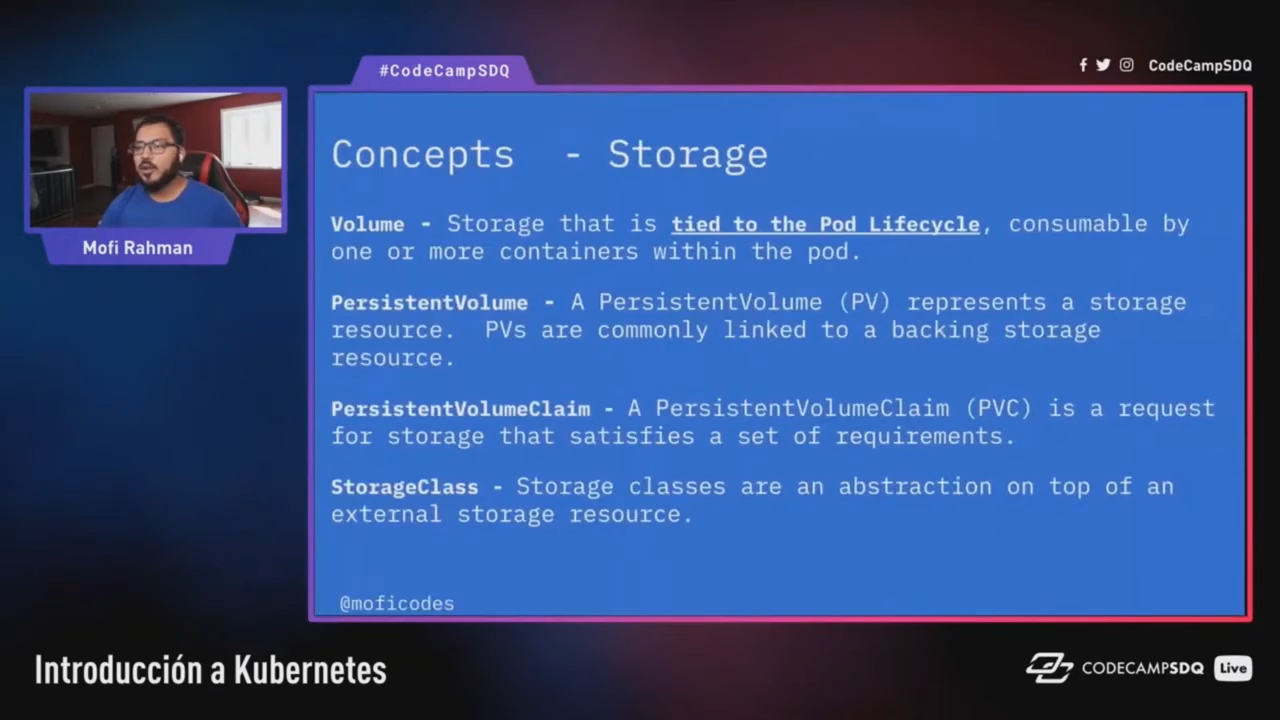 #CodeCampSDQ
CodeCampSDQ
Mofi Rahman
Concepts - Storage
Volume - Storage that is tied to the Pod Lifecycle, consumable by
one or more containers within the pod.
PersistentVolume - A PersistentVolume (PV) represents a storage
resource. PVs are commonly linked to a backing storage
resource.
PersistentVolumeClaim - A PersistentVolumeClaim (PVC) is a request
for storage that satisfies a set of requirements.
StorageClass - Storage classes are an abstraction on top of an
external storage resource.
@moficodes
Introducción a Kubernetes
CODECAMPSDQ Live